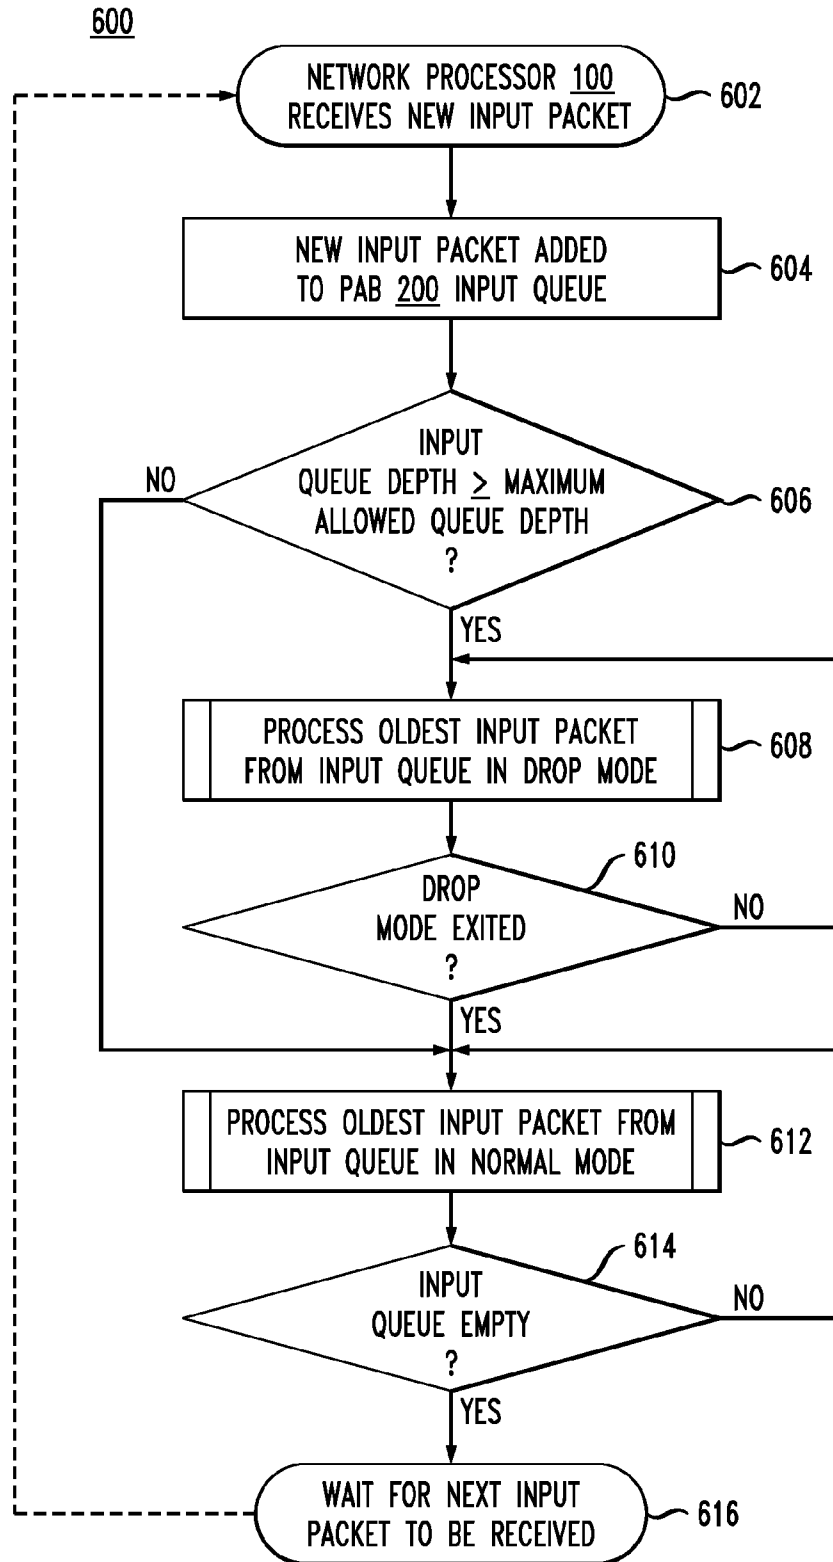 600
NETWORK PROCESSOR 100
RECEIVES NEW INPUT PACKET
602
NEW INPUT PACKET ADDED
TO PAB 200 INPUT QUEUE
604
INPUT
QUEUE DEPTH ≥ MAXIMUM
ALLOWED QUEUE DEPTH
?
606
NO
YES
PROCESS OLDEST INPUT PACKET
FROM INPUT QUEUE IN DROP MODE
608
DROP
MODE EXITED
?
610
NO
YES
PROCESS OLDEST INPUT PACKET FROM
INPUT QUEUE IN NORMAL MODE
612
INPUT
QUEUE EMPTY
?
614
NO
YES
WAIT FOR NEXT INPUT
PACKET TO BE RECEIVED
616